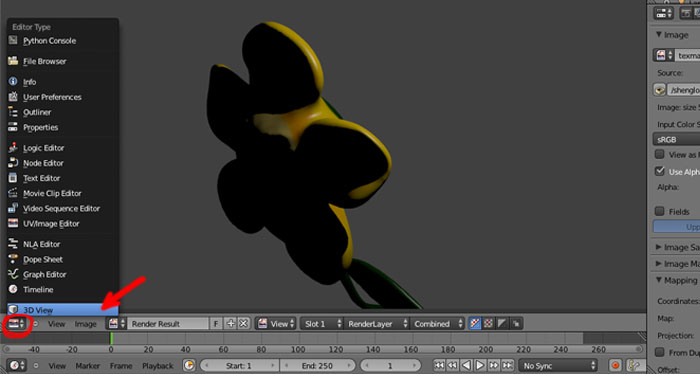 Editor Type
Python Console
File Browser
Info
User Preferences
Outliner
Properties
Logic Editor
Node Editor
Text Editor
Movie Clip Editor
Video Sequence Editor
UV/Image Editor
NLA Editor
Dope Sheet
Graph Editor
Timeline
3D View
View Image Render Result F View Slot 1 RenderLayer Combined
-40 -20 0 20 40 60 80 100 120 140 160 180 200 220 240 260
View Marker Frame Playback Start: 1 End: 250 1 No Sync
Image
texma
Source:
//shenglo
Image: size
Input Color S
sRGB
View as
Use Alph
Alpha:
Fields
Upp
Image Sa
Image Ma
Mapping
Coordinates:
Map:
Projection:
From Dup
Offset: